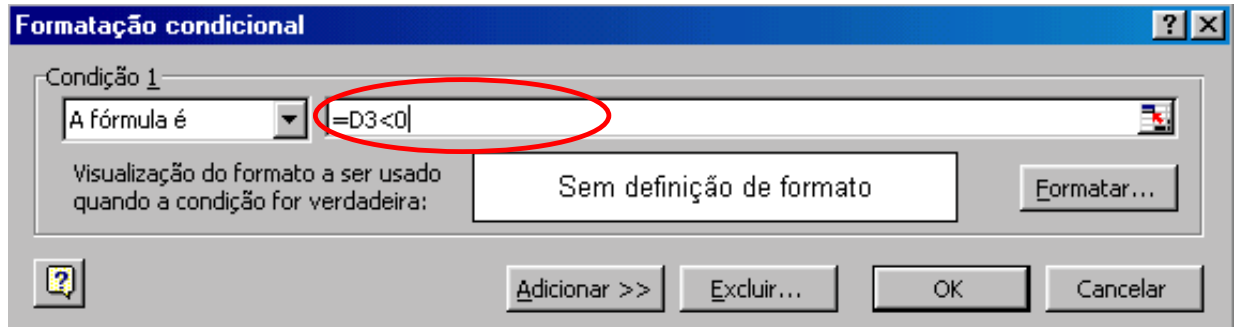 Formatação condicional
Condição 1
A fórmula é
=D3<0
Visualização do formato a ser usado
quando a condição for verdadeira:
Sem definição de formato
Formatar...
Adicionar >>
Excluir...
OK
Cancelar